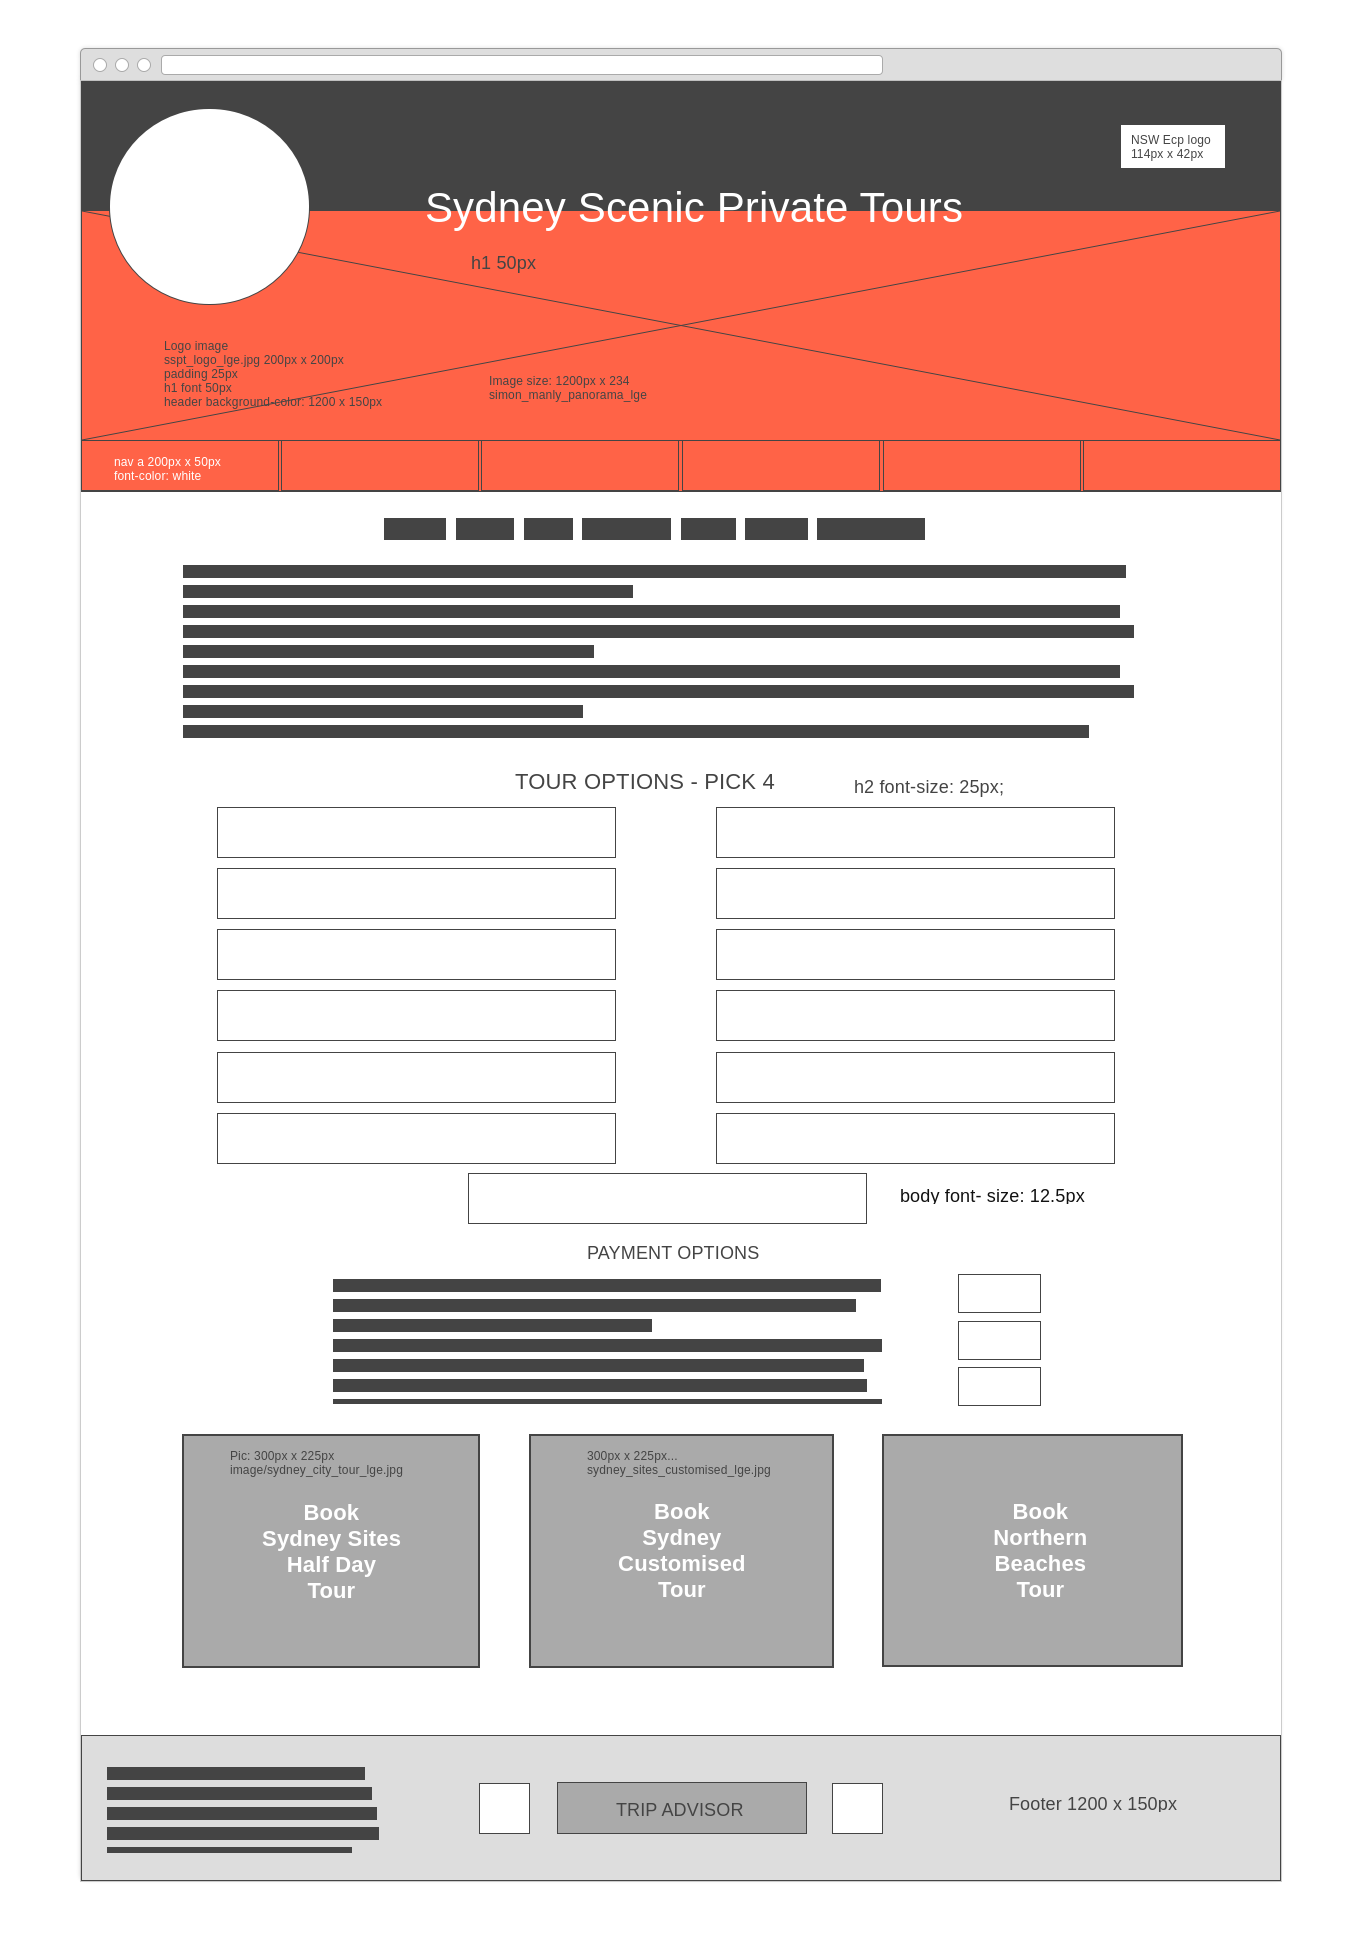 NSW Ecp logo
114px x 42px
Sydney Scenic Private Tours
h1 50px
Logo image
sspt_logo_lge.jpg 200px x 200px
padding 25px
h1 font 50px
header background-color: 1200 x 150px
Image size: 1200px x 234
simon_manly_panorama_lge
nav a 200px x 50px
font-color: white
TOUR OPTIONS - PICK 4
h2 font-size: 25px;
body font- size: 12.5px
PAYMENT OPTIONS
Pic: 300px x 225px
image/sydney_city_tour_lge.jpg
Book
Sydney Sites
Half Day
Tour
300px x 225px...
sydney_sites_customised_lge.jpg
Book
Sydney
Customised
Tour
Book
Northern
Beaches
Tour
TRIP ADVISOR
Footer 1200 x 150px